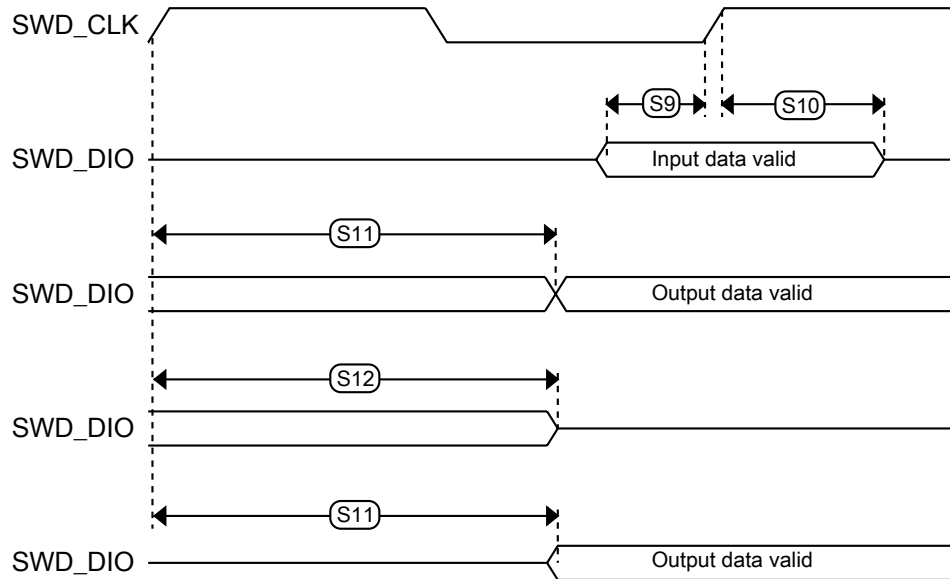 SWD_CLK
S9
S10
SWD_DIO
Input data valid
S11
SWD_DIO
Output data valid
S12
SWD_DIO
S11
SWD_DIO
Output data valid